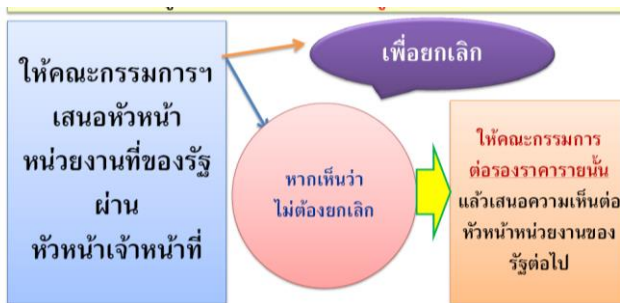 ให้คณะกรรมการฯ
เสนอหัวหน้า
หน่วยงานที่ของรัฐ
ผ่าน
หัวหน้าเจ้าหน้าที่
เพื่อยกเลิก
หากเห็นว่า
ไม่ต้องยกเลิก
ให้คณะกรรมการ
ต่อรองราคารายนั้น
แล้วเสนอความเห็นต่อ
หัวหน้าหน่วยงานของ
รัฐต่อไป